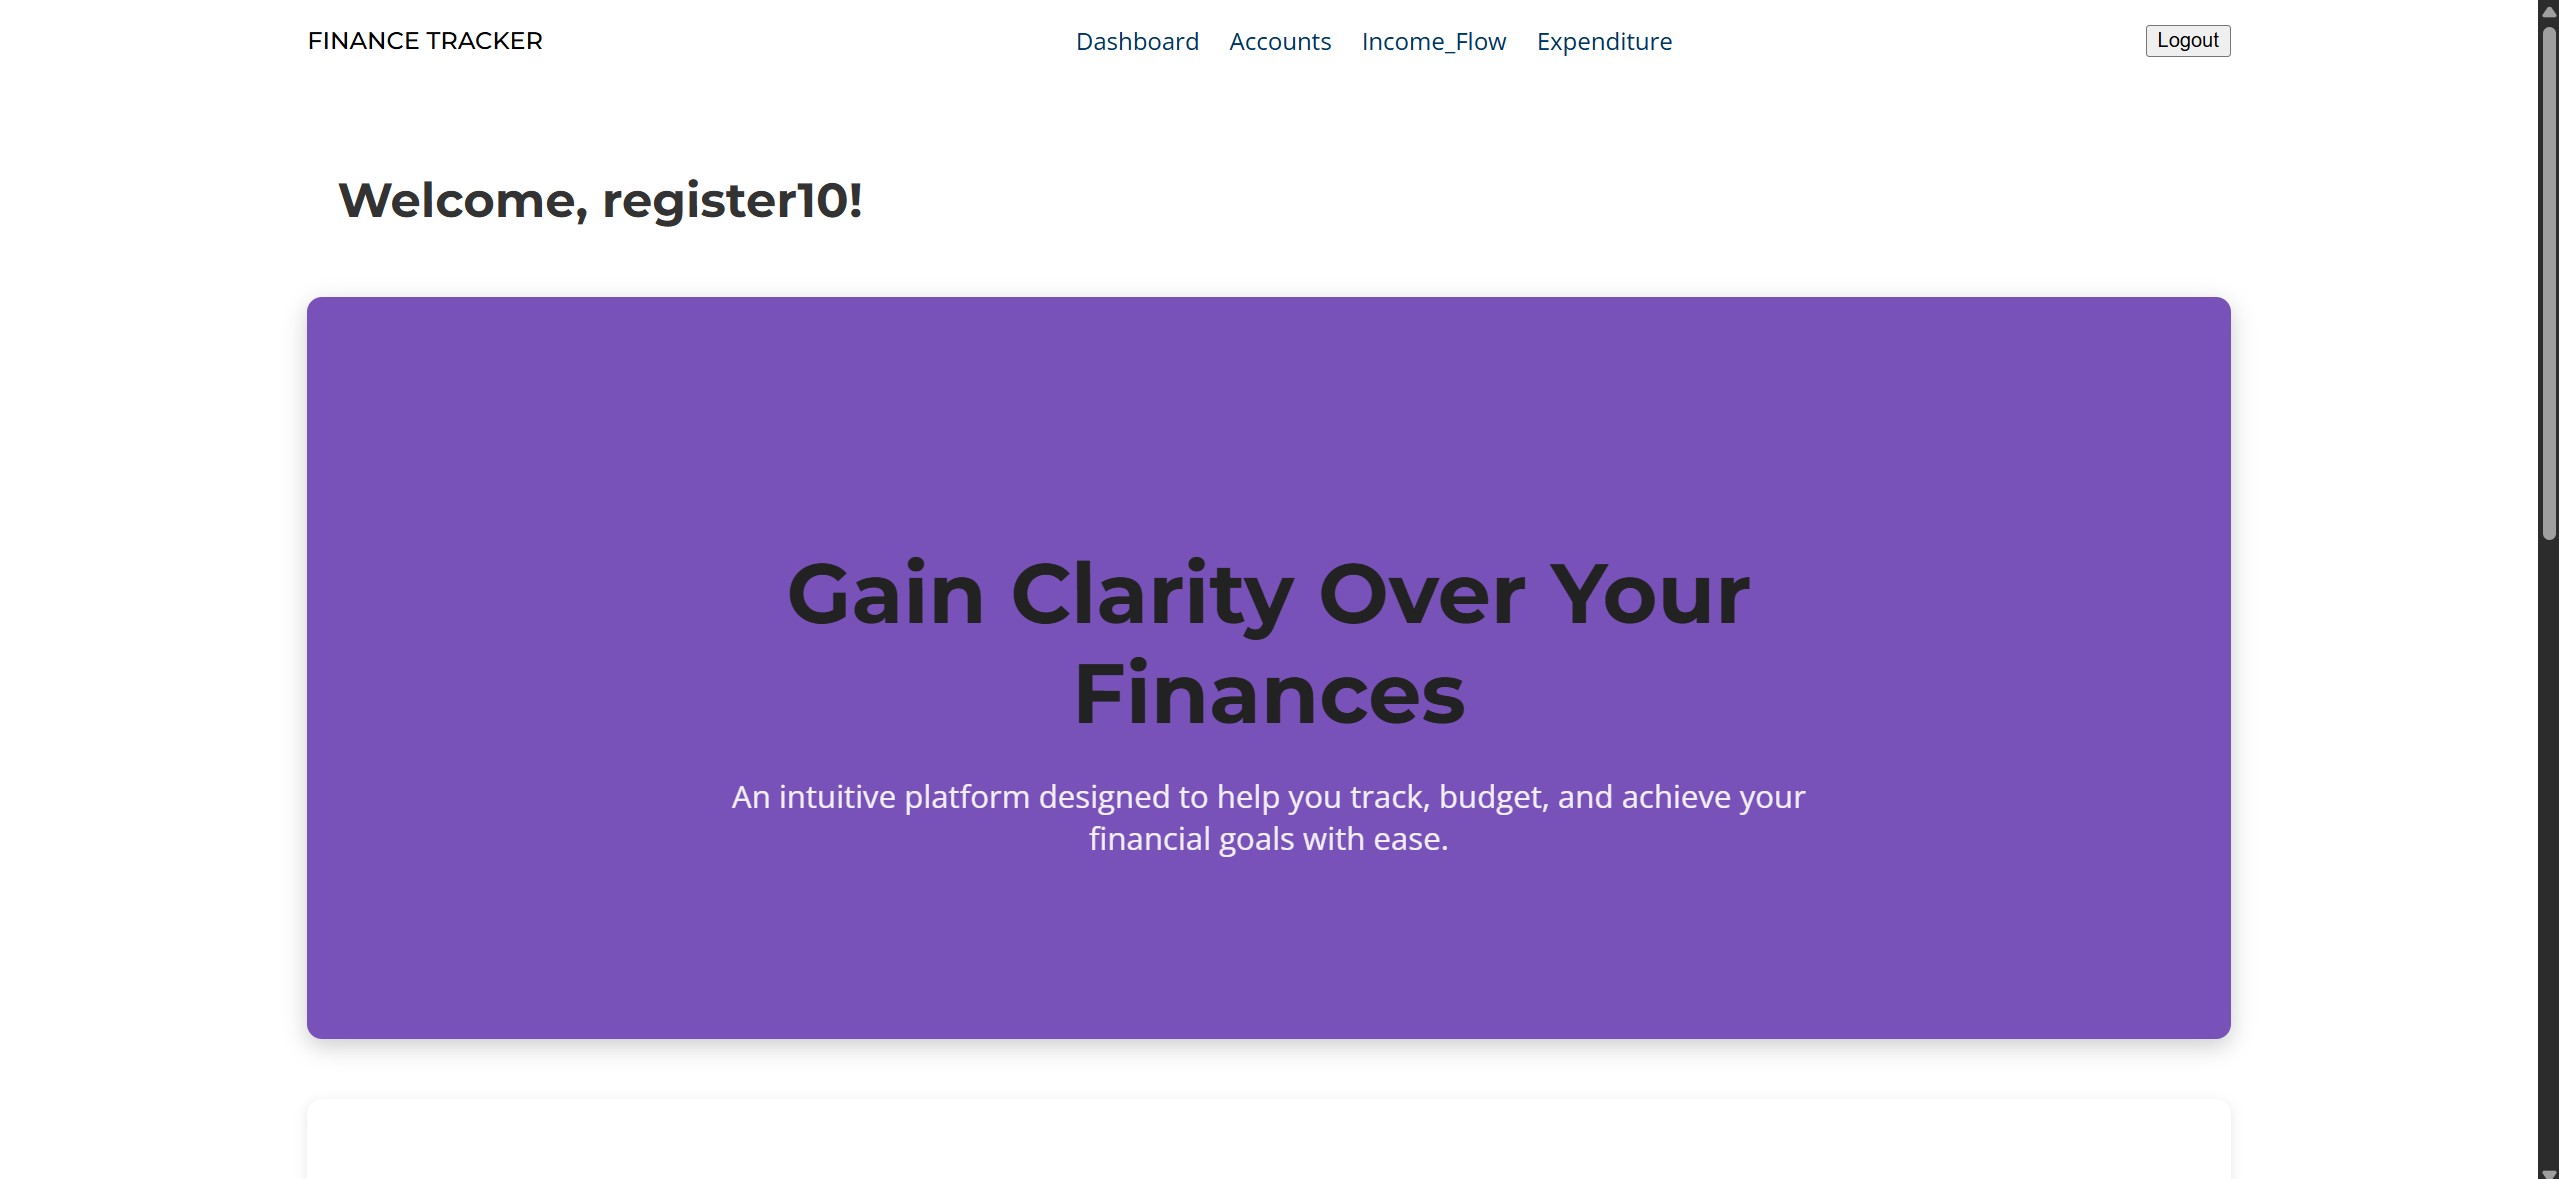 FINANCE TRACKER
Dashboard Accounts Income_Flow Expenditure
Logout
Welcome, register10!
Gain Clarity Over Your
Finances
An intuitive platform designed to help you track, budget, and achieve your
financial goals with ease.